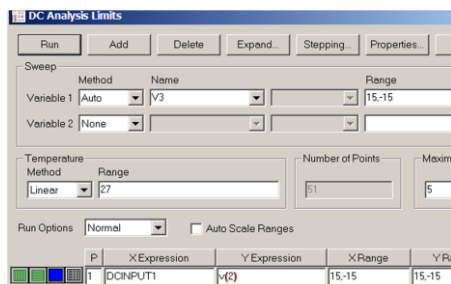 DC Analysis Limits
Run Add Delete Expand... Stepping... Properties...
Sweep
Method Name Range
Variable 1 Auto V3 15,-15
Variable 2 None
Temperature Number of Points Maxim
Method Range
Linear 27 51 5
Run Options Normal Auto Scale Ranges
P X Expression Y Expression X Range Y R
1 DCINPUT1 v(2) 15,-15 15,-15